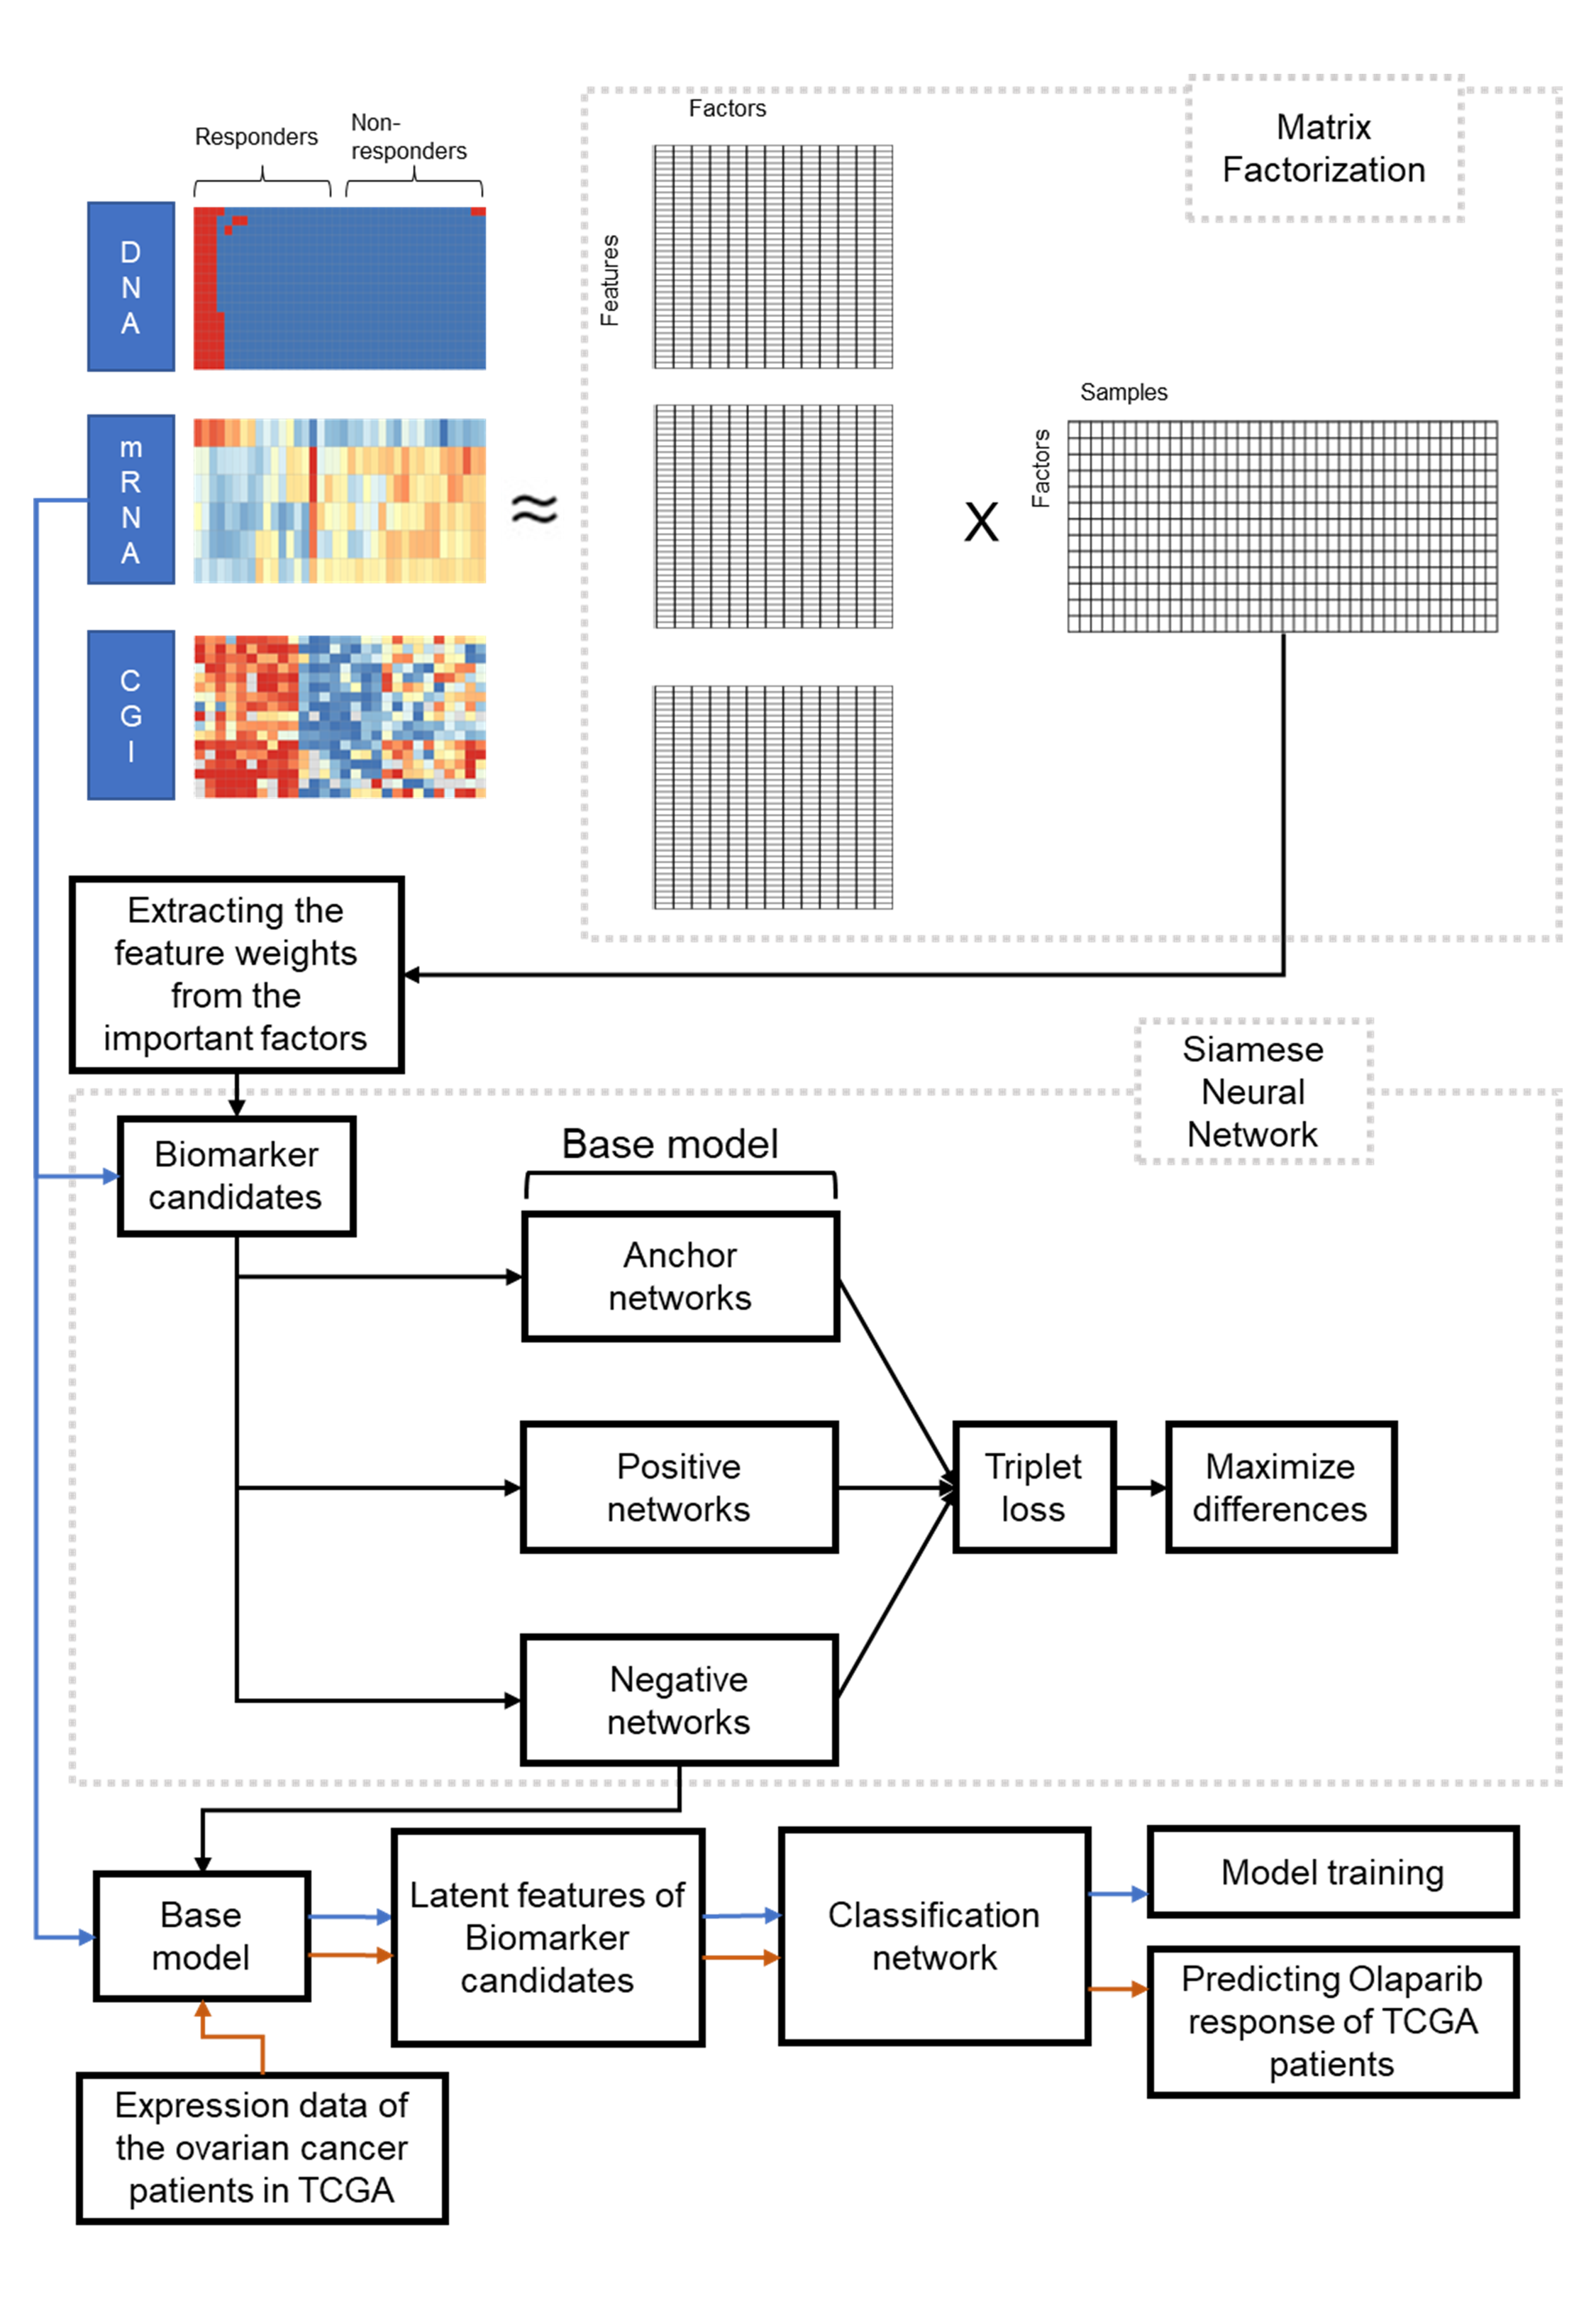 Factors
Matrix
Factorization
Responders
Non-
responders
Features
D
N
A
Samples
Factors
m
R
N
A
≈
X
C
G
I
Extracting the
feature weights
from the
important factors
Siamese
Neural
Network
Biomarker
candidates
Base model
Anchor
networks
Positive
networks
Triplet
loss
Maximize
differences
Negative
networks
Base
model
Latent features of
Biomarker
candidates
Classification
network
Model training
Predicting Olaparib
response of TCGA
patients
Expression data of
the ovarian cancer
patients in TCGA